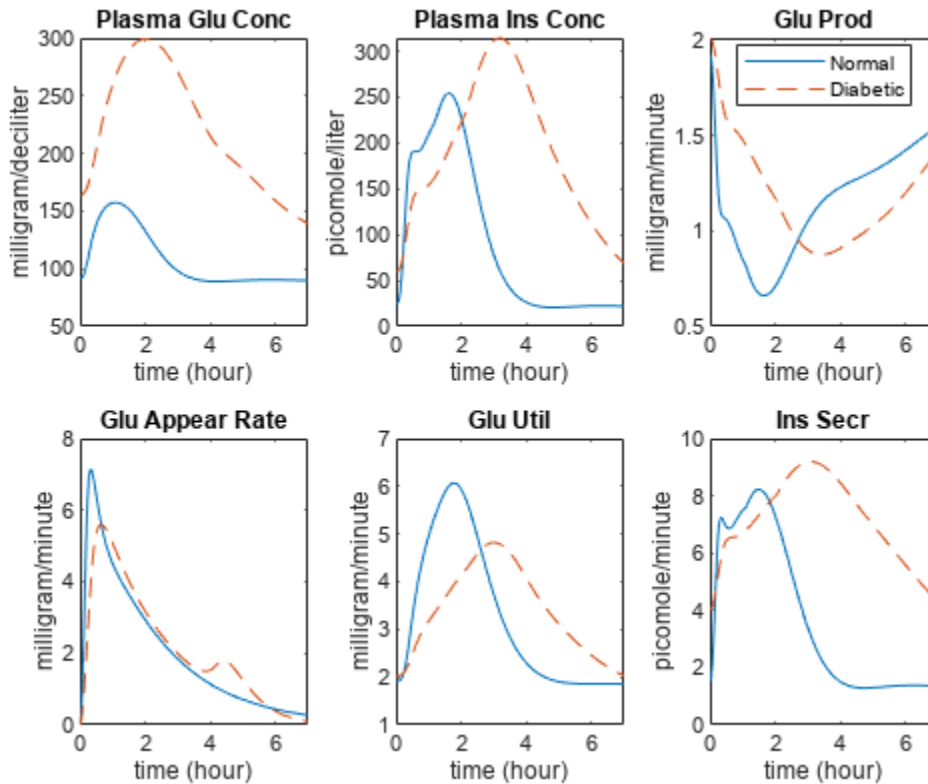 Plasma Glu Conc
300
250
200
150
100
50
milligram/deciliter
0 2 4 6
time (hour)
Plasma Ins Conc
300
250
200
150
100
50
0
picomole/liter
0 2 4 6
time (hour)
Glu Prod
2
1.5
1
0.5
milligram/minute
Normal
Diabetic
0 2 4 6
time (hour)
Glu Appear Rate
8
6
4
2
0
milligram/minute
0 2 4 6
time (hour)
Glu Util
7
6
5
4
3
2
1
milligram/minute
0 2 4 6
time (hour)
Ins Secr
10
8
6
4
2
0
picomole/minute
0 2 4 6
time (hour)